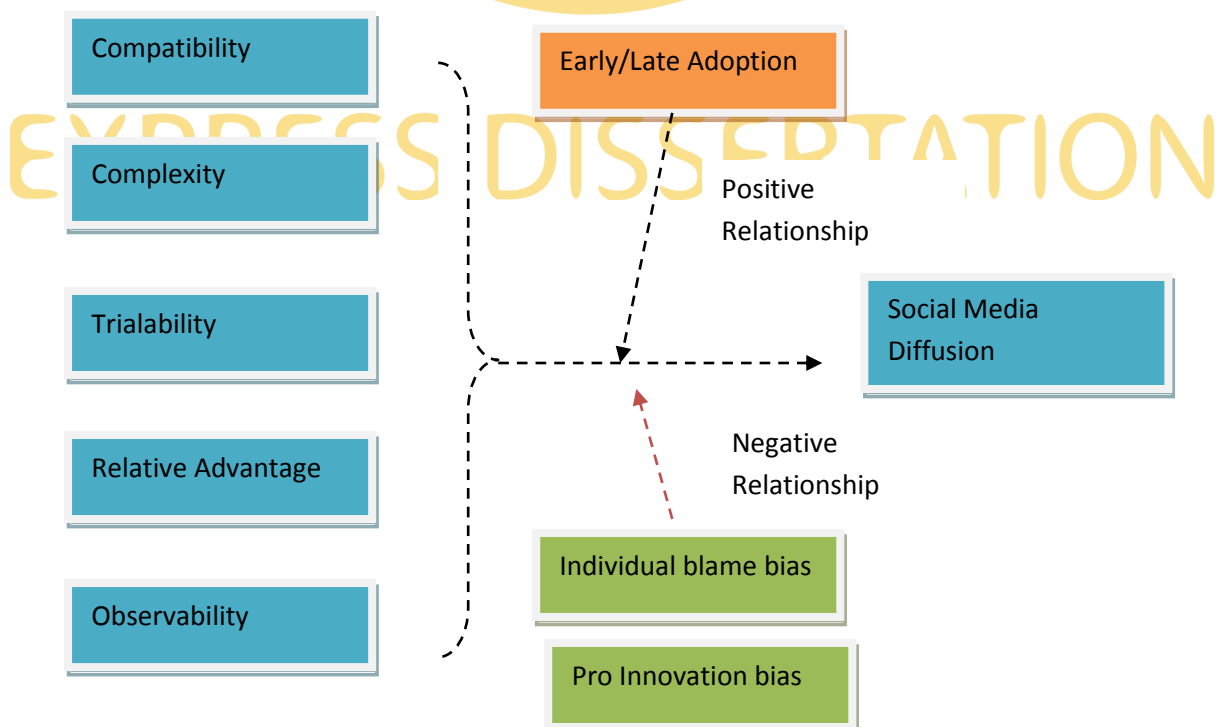 Compatibility
Early/Late Adoption
EXPRESS DISSERTATION
Complexity
Positive
Relationship
Trialability
Social Media
Diffusion
Relative Advantage
Negative
Relationship
Individual blame bias
Observability
Pro Innovation bias